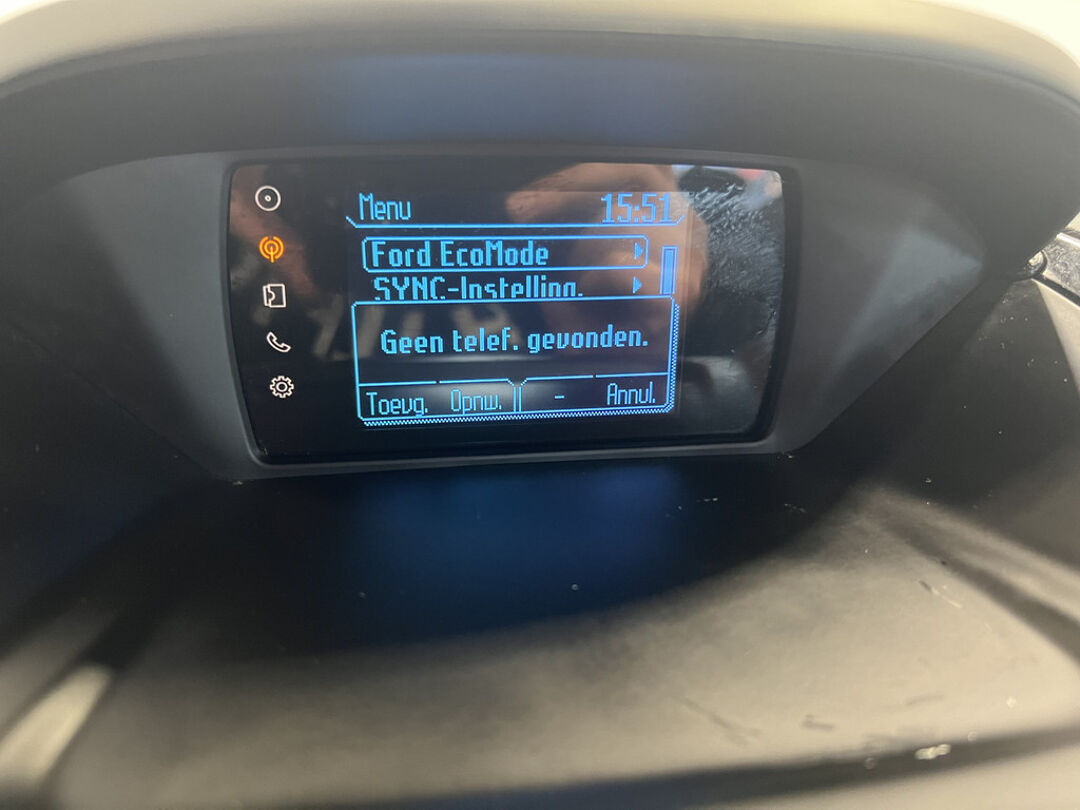 Menu 15:51
Ford EcoMode
SYNC-Instelling.
Geen telef. gevonden.
Toevg. Opnw. - Annul.